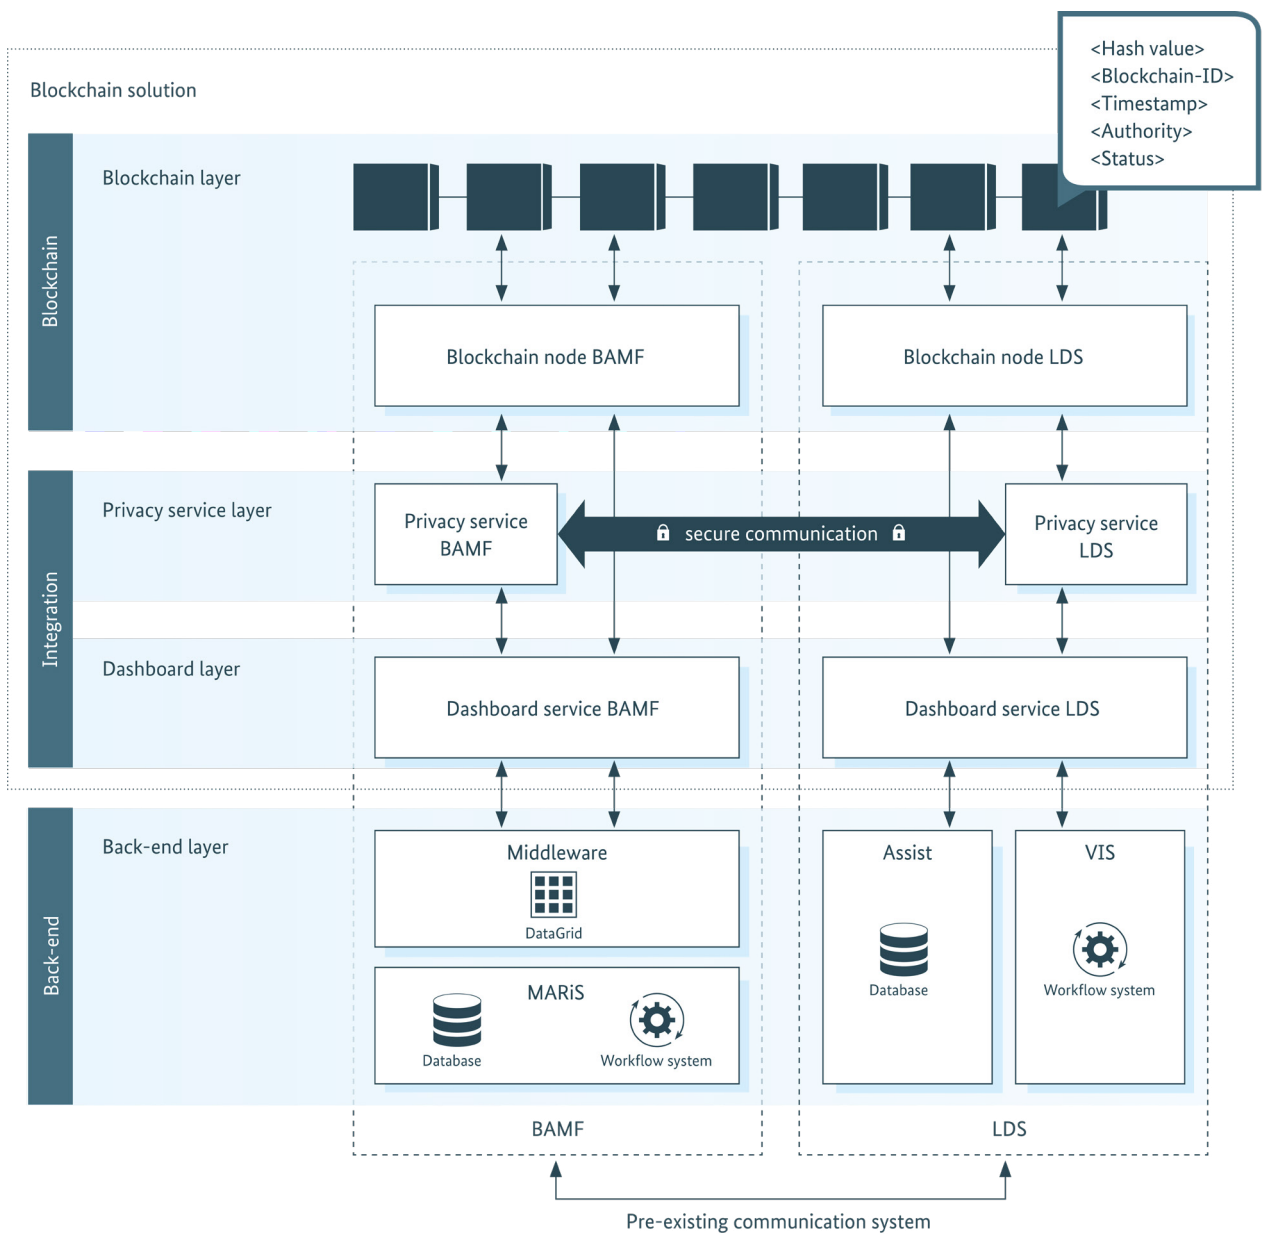 <Hash value>
<Blockchain-ID>
<Timestamp>
<Authority>
<Status>
Blockchain solution
Blockchain
Blockchain layer
Blockchain node BAMF
Blockchain node LDS
Integration
Privacy service layer
Privacy service
BAMF
secure communication
Privacy service
LDS
Dashboard layer
Dashboard service BAMF
Dashboard service LDS
Back-end
Back-end layer
Middleware
DataGrid
MARiS
Database
Workflow system
Assist
Database
VIS
Workflow system
BAMF
LDS
Pre-existing communication system